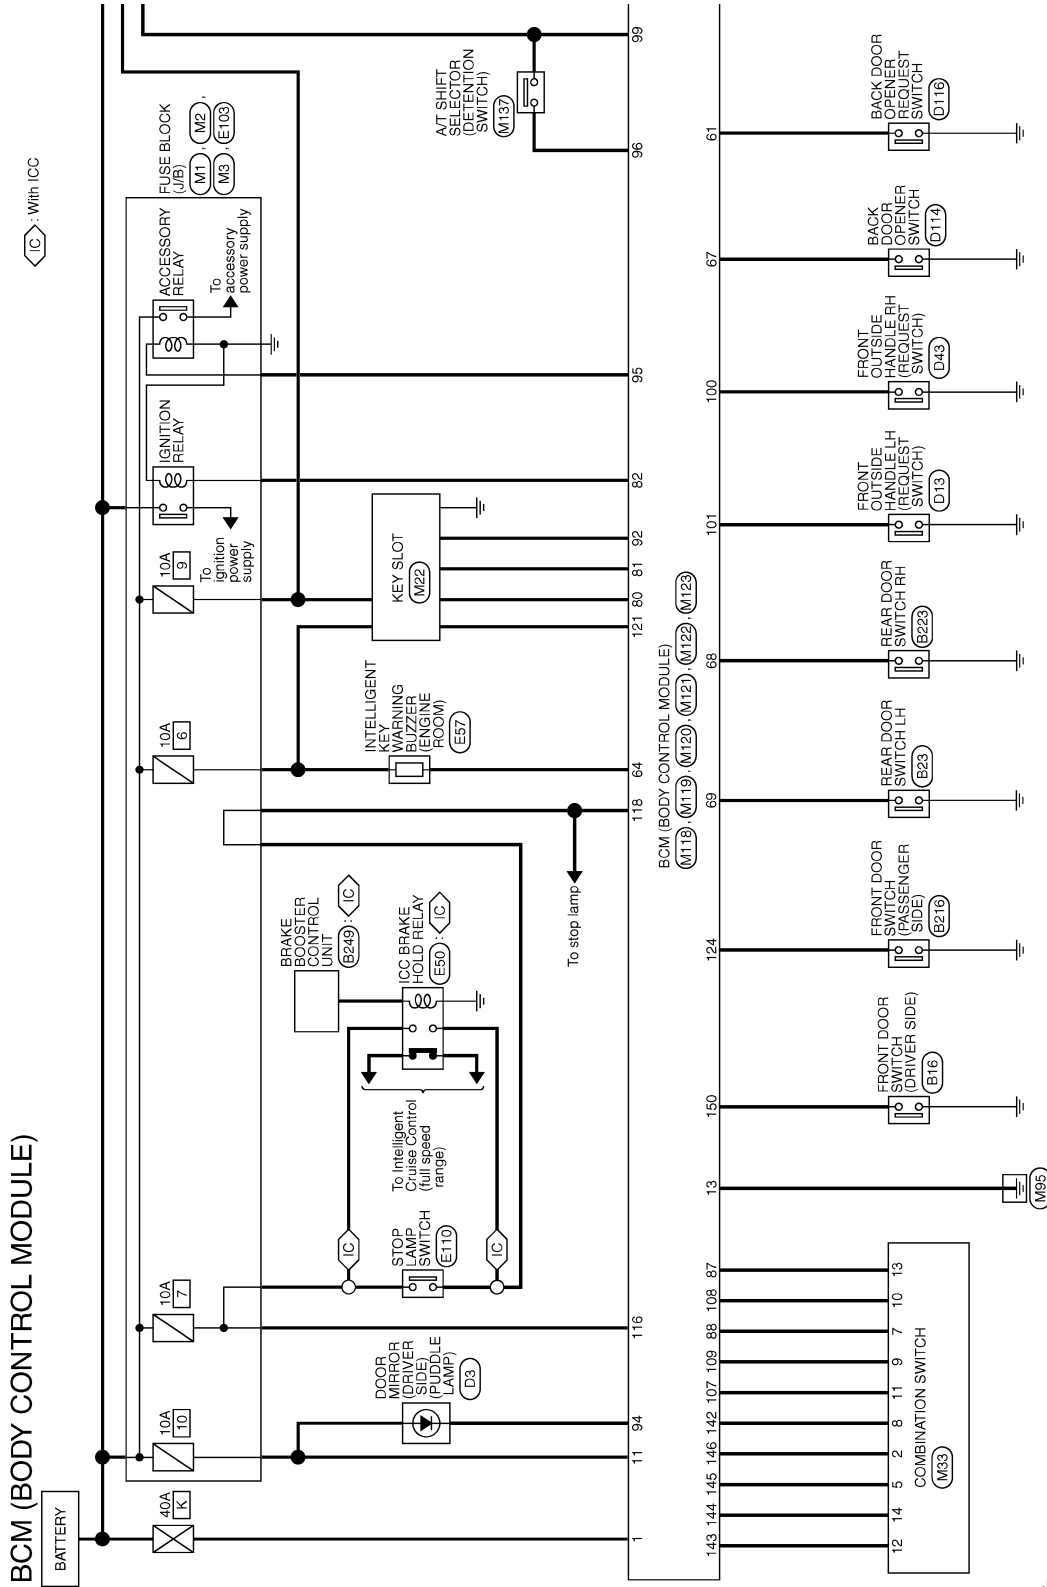 BCM (BODY CONTROL MODULE)
IC : With ICC
BATTERY
40A
K
10A
10
10A
7
10A
6
10A
9
To
ignition
power
supply
IGNITION
RELAY
ACCESSORY
RELAY
To
accessory
power supply
FUSE BLOCK
(J/B)
M1 , M2 ,
M3 , E103
DOOR
MIRROR
(DRIVER
SIDE)
(PUDDLE
LAMP)
D3
STOP
LAMP
SWITCH
E110
IC
IC
To Intelligent
Cruise Control
(full speed
range)
BRAKE
BOOSTER
CONTROL
UNIT
B249 : IC
ICC BRAKE
HOLD RELAY
E50 : IC
To stop lamp
INTELLIGENT
KEY
WARNING
BUZZER
(ENGINE
ROOM)
E57
KEY SLOT
M22
A/T SHIFT
SELECTOR
(DETENTION
SWITCH)
M137
1
11
94
116
118
64
121
80
81
92
82
95
96
99
BCM (BODY CONTROL MODULE)
M118 , M119 , M120 , M121 , M122 , M123
143
144
145
146
142
107
109
88
108
87
13
150
124
69
68
101
100
67
61
12
14
5
2
8
11
9
7
10
13
COMBINATION SWITCH
M33
M95
FRONT DOOR
SWITCH
(DRIVER SIDE)
B16
FRONT DOOR
SWITCH
(PASSENGER
SIDE)
B216
REAR DOOR
SWITCH LH
B23
REAR DOOR
SWITCH RH
B223
FRONT
OUTSIDE
HANDLE LH
(REQUEST
SWITCH)
D13
FRONT
OUTSIDE
HANDLE RH
(REQUEST
SWITCH)
D43
BACK
DOOR
OPENER
SWITCH
D114
BACK DOOR
OPENER
REQUEST
SWITCH
D116